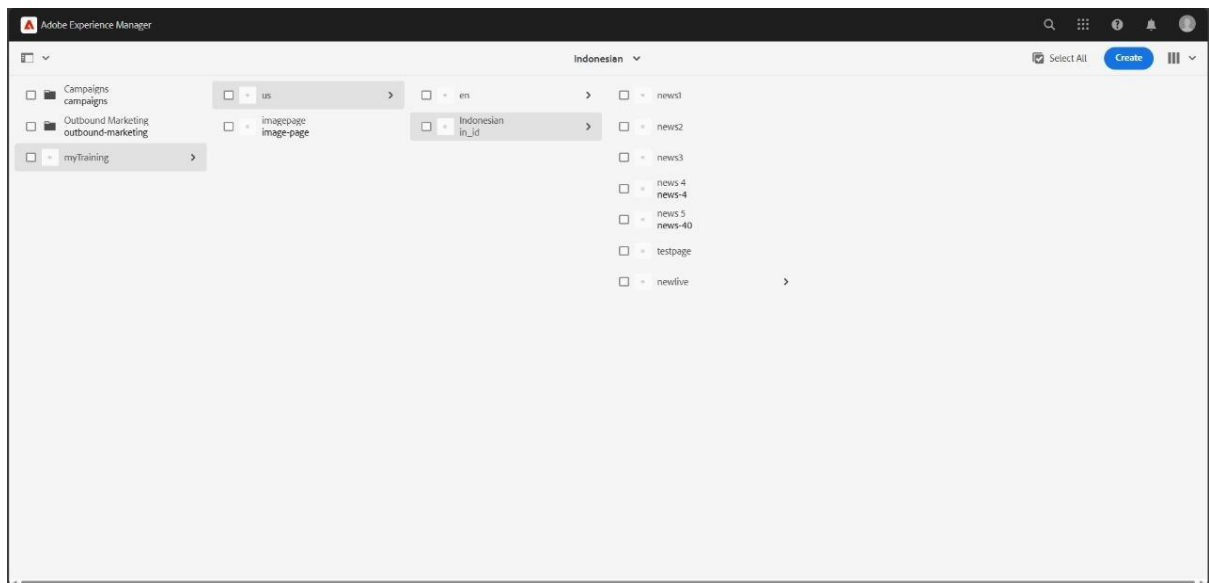 Adobe Experience Manager
Indonesian
Select All
Create
Campaigns
campaigns
Outbound Marketing
outbound-marketing
myTraining
us
imagepage
image-page
en
Indonesian
in_id
news1
news2
news3
news 4
news-4
news 5
news-40
testpage
newlive